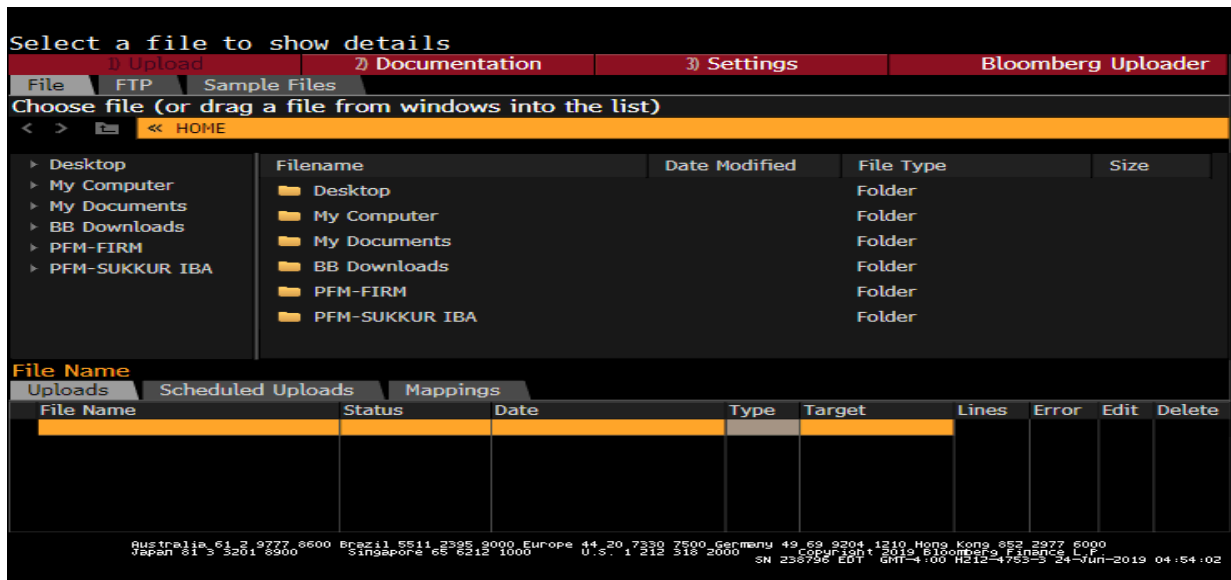 Select a file to show details
1) Upload 2) Documentation 3) Settings Bloomberg Uploader
File FTP Sample Files
Choose file (or drag a file from windows into the list)
< > « HOME
Desktop
My Computer
My Documents
BB Downloads
PFM-FIRM
PFM-SUKKUR IBA
Filename Date Modified File Type Size
Desktop Folder
My Computer Folder
My Documents Folder
BB Downloads Folder
PFM-FIRM Folder
PFM-SUKKUR IBA Folder
File Name
Uploads Scheduled Uploads Mappings
File Name Status Date Type Target Lines Error Edit Delete
Australia 61 2 9777 8600 Brazil 5511 2395 9000 Europe 44 20 7330 7500 Germany 49 69 9204 1210 Hong Kong 852 2977 6000
Japan 81 3 3201 8900 Singapore 65 6212 1000 U.S. 1 212 318 2000 Copyright 2019 Bloomberg Finance L.P.
SN 238796 EDT GMT-4:00 H212-4753-3 24-Jun-2019 04:54:02